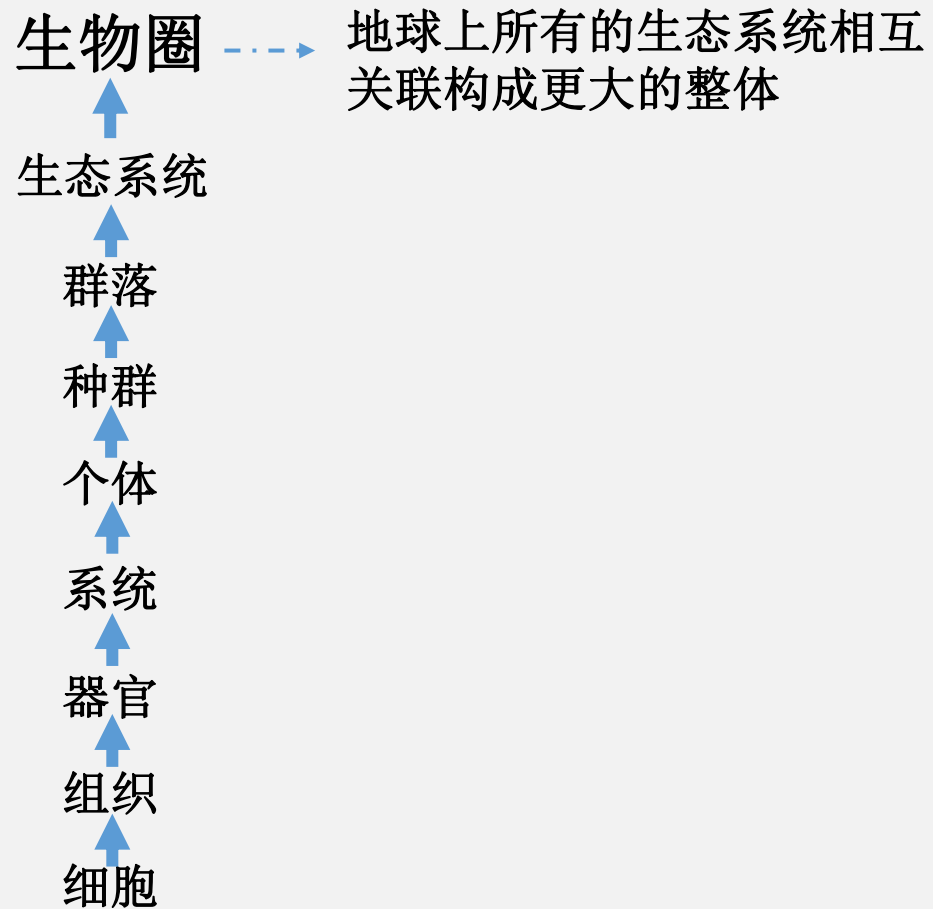 生物圈
地球上所有的生态系统相互
关联构成更大的整体
生态系统
群落
种群
个体
系统
器官
组织
细胞